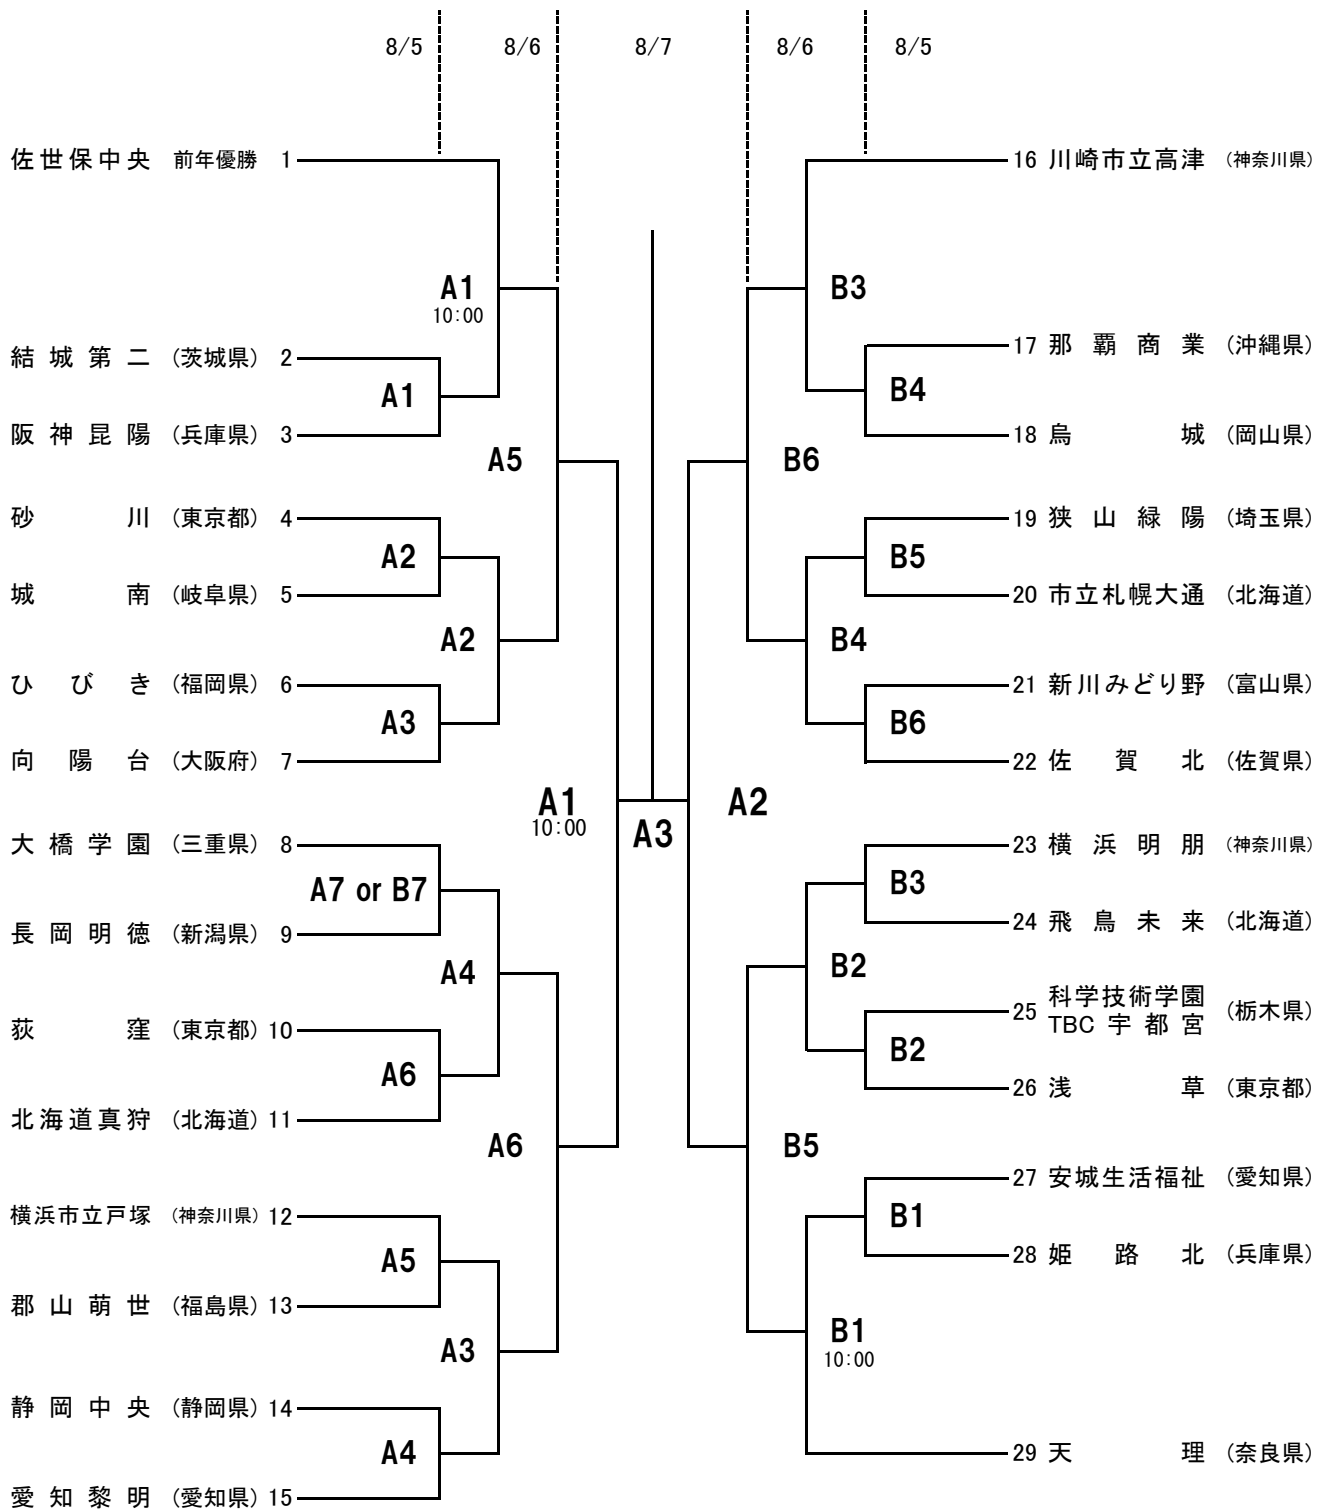 8/5 8/6 8/7 8/6 8/5
佐世保中央 前年優勝 1
16 川崎市立高津 (神奈川県)
A1
10:00
B3
結城第二 (茨城県) 2
17 那覇商業 (沖縄県)
A1
B4
阪神昆陽 (兵庫県) 3
18 烏城 (岡山県)
A5
B6
砂川 (東京都) 4
19 狭山緑陽 (埼玉県)
A2
B5
城南 (岐阜県) 5
20 市立札幌大通 (北海道)
A2
B4
ひびき (福岡県) 6
21 新川みどり野 (富山県)
A3
B6
向陽台 (大阪府) 7
22 佐賀北 (佐賀県)
A1
10:00
A3
A2
大橋学園 (三重県) 8
23 横浜明朋 (神奈川県)
A7 or B7
B3
長岡明徳 (新潟県) 9
24 飛鳥未来 (北海道)
A4
B2
荻窪 (東京都) 10
25 科学技術学園
TBC宇都宮 (栃木県)
A6
B2
26 浅草 (東京都)
北海道真狩 (北海道) 11
A6
B5
27 安城生活福祉 (愛知県)
横浜市立戸塚 (神奈川県) 12
B1
A5
28 姫路北 (兵庫県)
郡山萌世 (福島県) 13
A3
B1
10:00
静岡中央 (静岡県) 14
A4
29 天理 (奈良県)
愛知黎明 (愛知県) 15